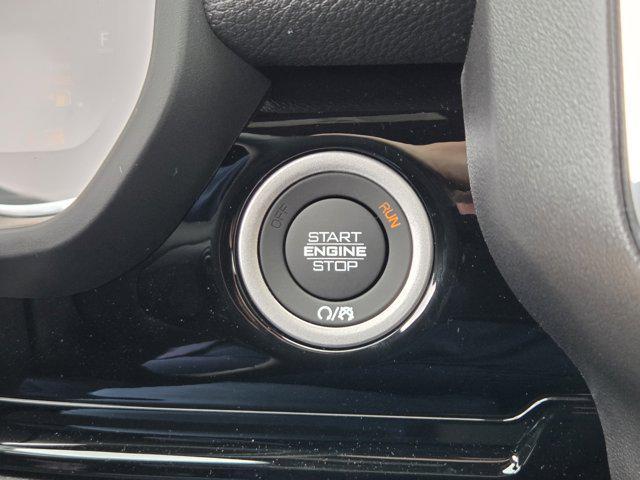 F
OFF
RUN
START
ENGINE
STOP